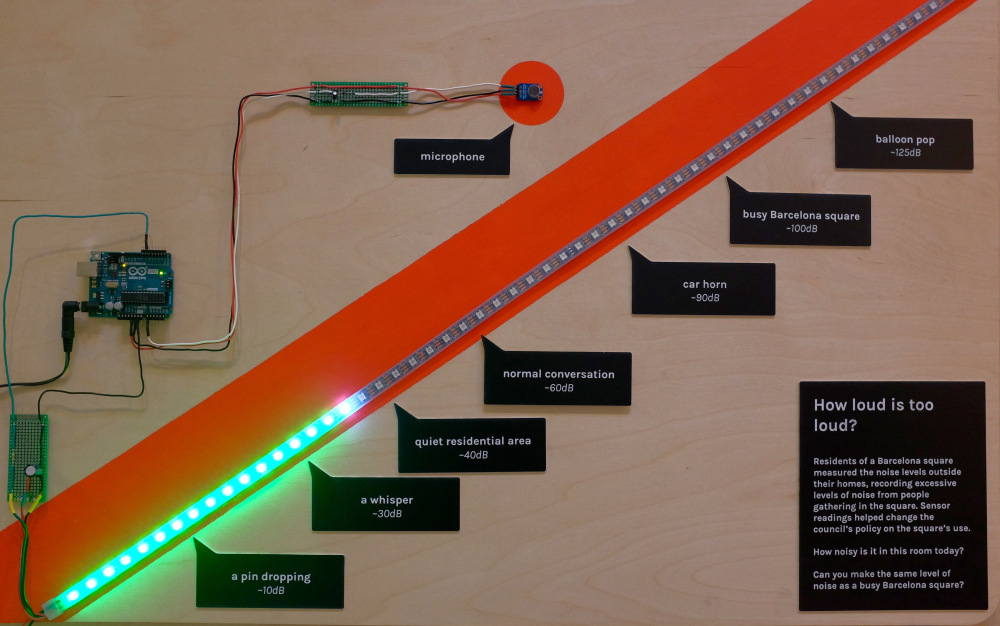 microphone
balloon pop
~125dB
busy Barcelona square
~100dB
car horn
~90dB
normal conversation
~60dB
quiet residential area
~40dB
a whisper
~30dB
a pin dropping
~10dB
How loud is too
loud?
Residents of a Barcelona square
measured the noise levels outside
their homes, recording excessive
levels of noise from people
gathering in the square. Sensor
readings helped change the
council's policy on the square's use.
How noisy is it in this room today?
Can you make the same level of
noise as a busy Barcelona square?